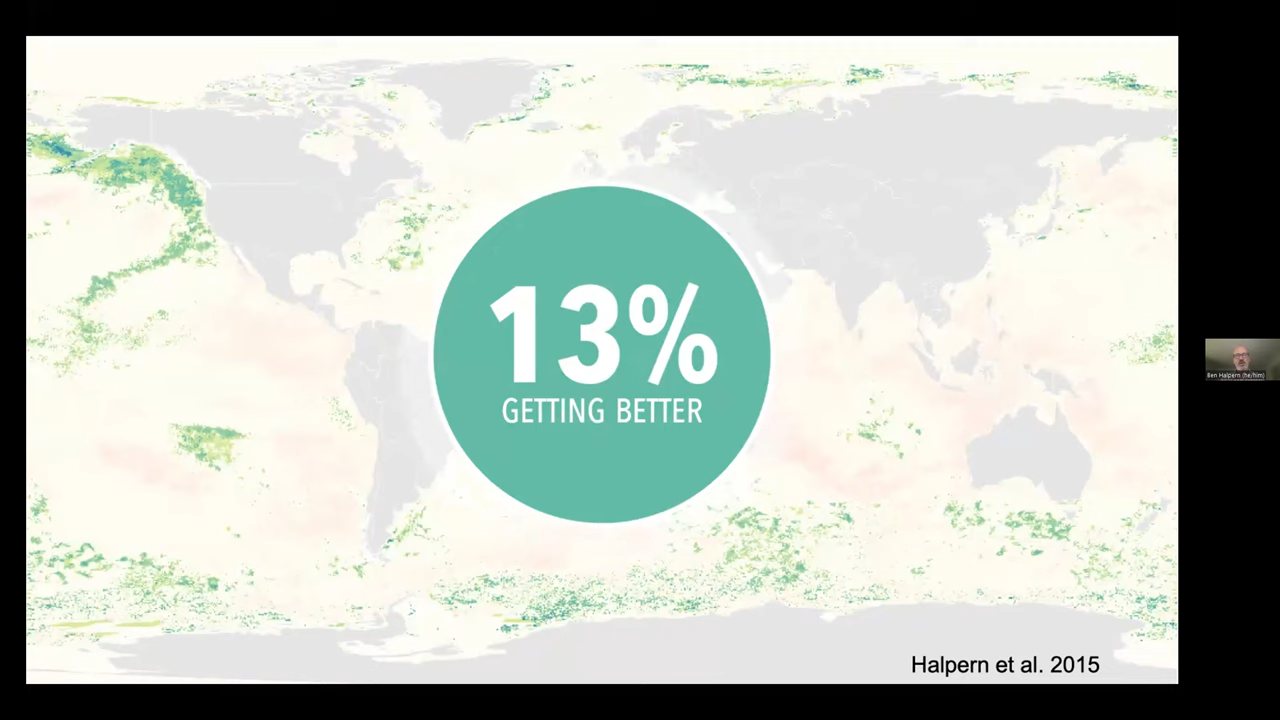 13%
GETTING BETTER
Halpern et al. 2015
Ben Halpern (he/him)